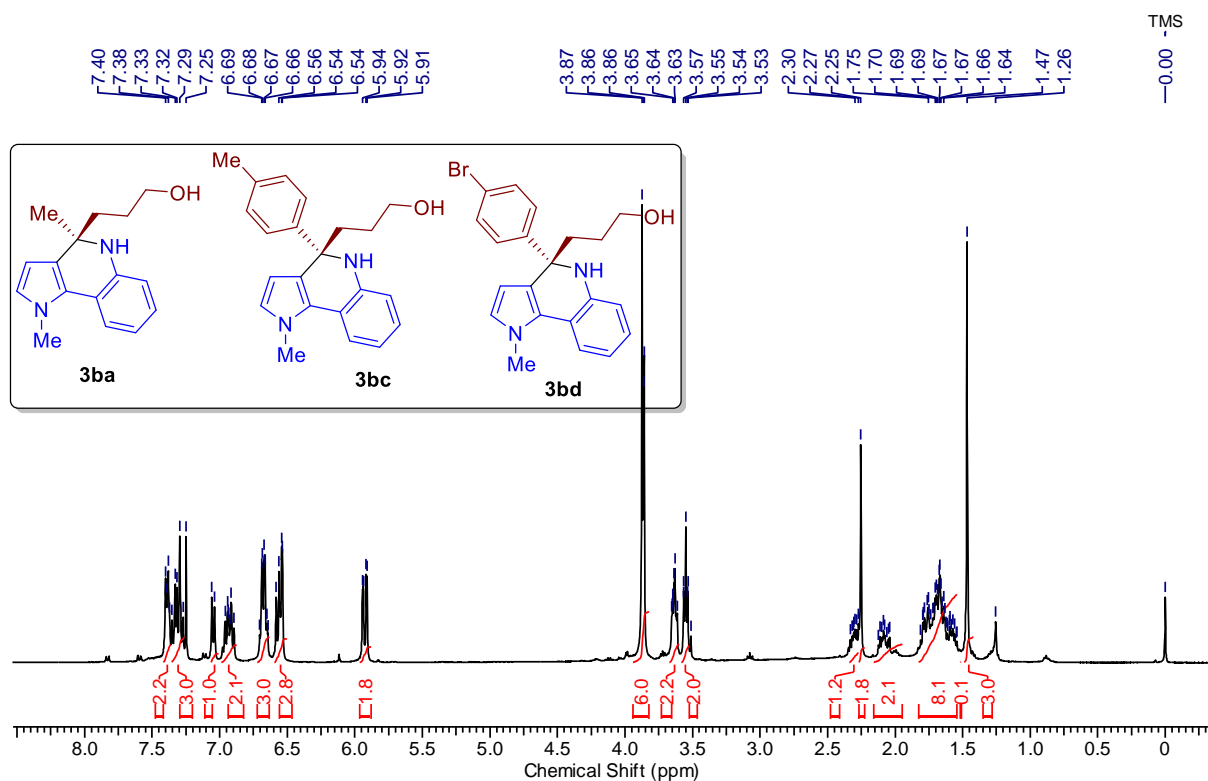 TMS
7.40 7.38 7.33 7.32 7.29 7.25 6.69 6.68 6.67 6.66 6.56 6.54 6.54 5.94 5.92 5.91 3.87 3.86 3.86 3.65 3.64 3.63 3.57 3.55 3.54 3.53 2.30 2.27 2.25 1.75 1.70 1.69 1.69 1.67 1.67 1.66 1.64 1.47 1.26 0.00
Me OH NH N Me
3ba
Me OH NH N Me
3bc
Br OH NH N Me
3bd
2.2 3.0 1.0 2.1 3.0 2.8 1.8 6.0 2.2 2.0 1.2 1.8 2.1 8.1 0.1 3.0
8.0 7.5 7.0 6.5 6.0 5.5 5.0 4.5 4.0 3.5 3.0 2.5 2.0 1.5 1.0 0.5 0
Chemical Shift (ppm)